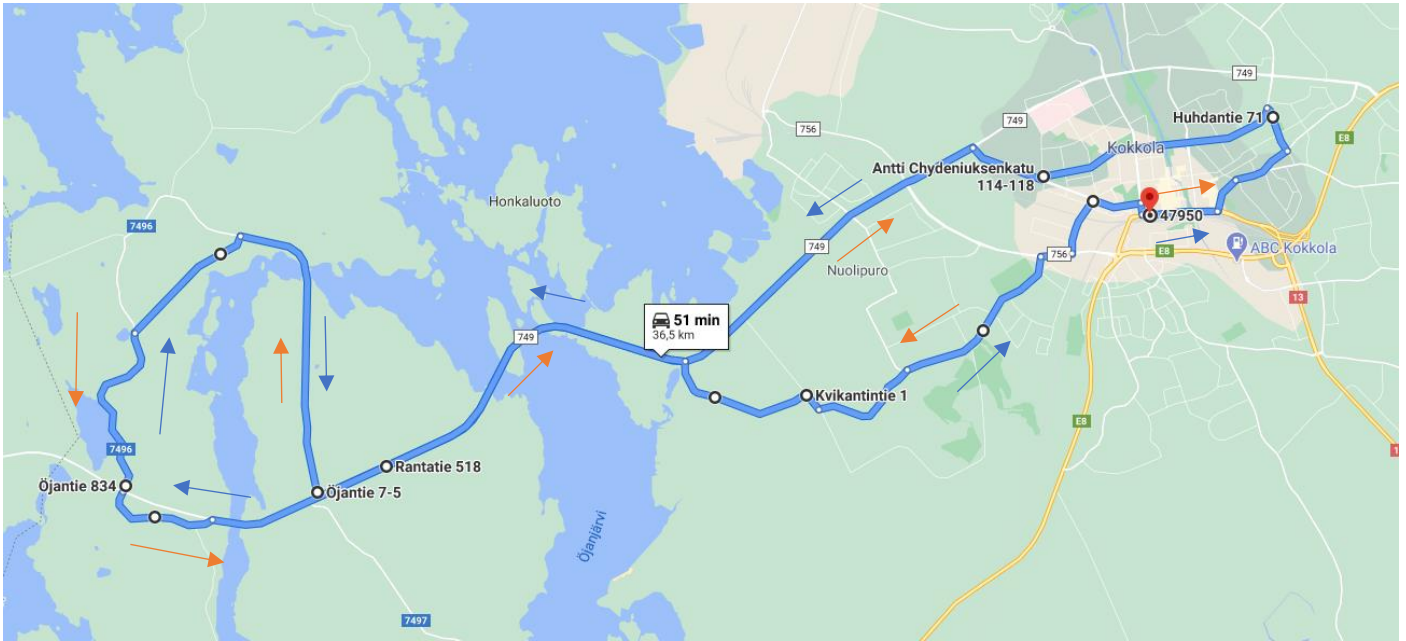 749
Huhdantie 71
749
756
E8
Kokkola
Antti Chydeniuksenkatu
114-118
Honkaluoto
47950
7496
749
756
E8
ABC Kokkola
Nuolipuro
13
51 min
36,5 km
749
Kvikantintie 1
E8
7496
Rantatie 518
Öjantie 834
Öjantie 7-5
Öjanjärvi
7497